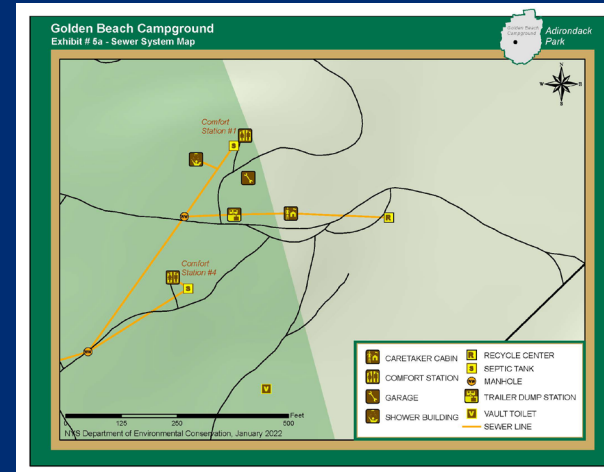 Golden Beach Campground
Exhibit # 5a - Sewer System Map
Golden Beach
Campground
Adirondack
Park
N
W
E
S
Comfort
Station #1
S
R
Comfort
Station #4
S
V
CARETAKER CABIN
COMFORT STATION
GARAGE
SHOWER BUILDING
R RECYCLE CENTER
S SEPTIC TANK
MANHOLE
TRAILER DUMP STATION
V VAULT TOILET
SEWER LINE
Feet
0 125 250 500
NYS Department of Environmental Conservation, January 2022